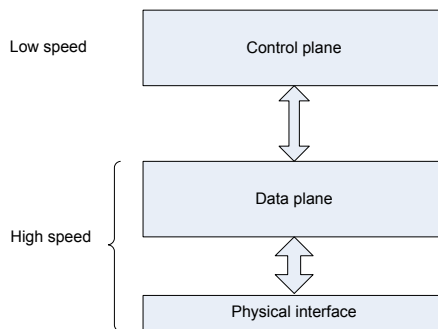 Low speed
Control plane
Data plane
High speed
Physical interface